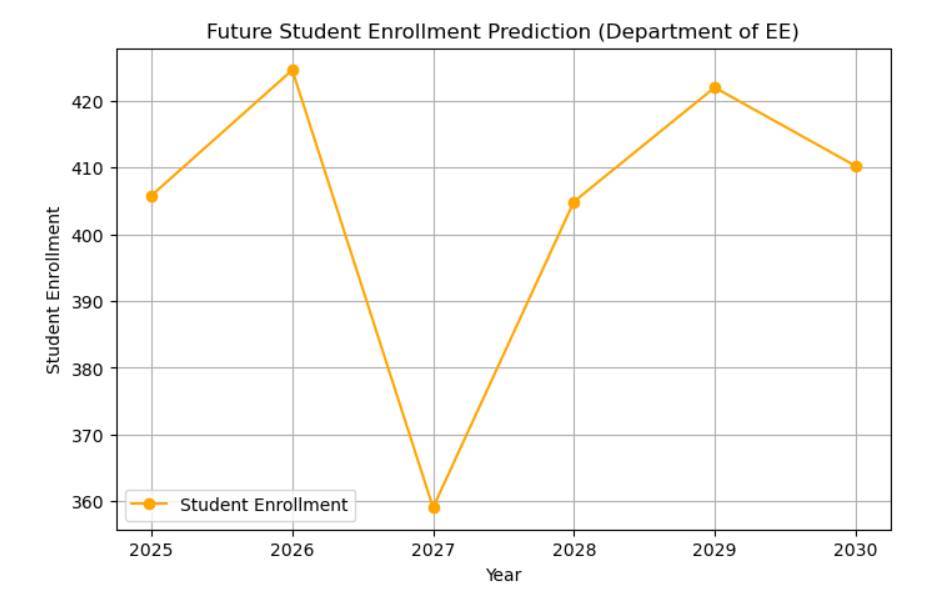 Future Student Enrollment Prediction (Department of EE)
Student Enrollment
420
410
400
390
380
370
360
Student Enrollment
2025 2026 2027 2028 2029 2030
Year